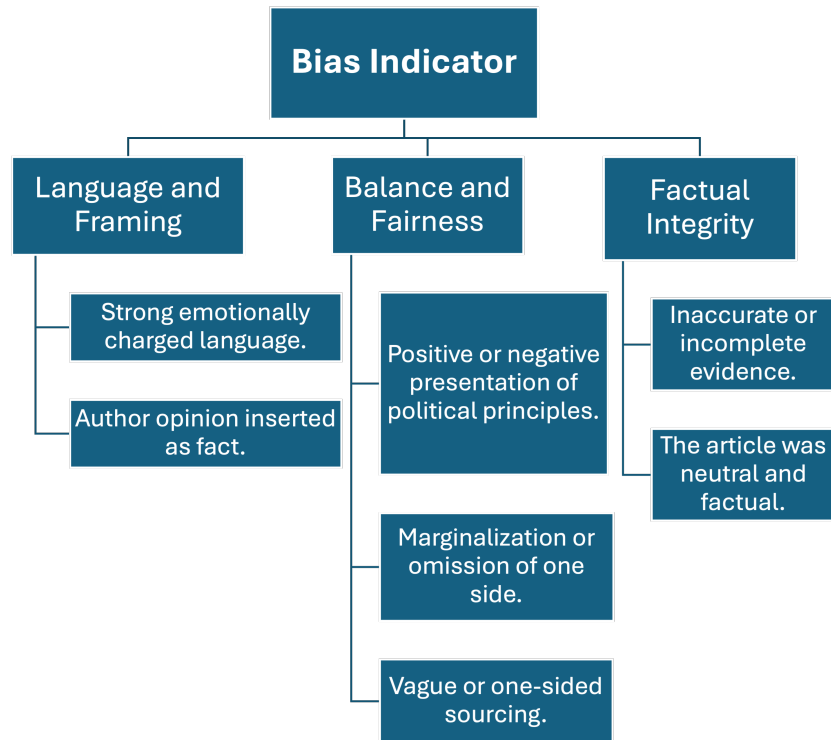 Bias Indicator
Language and
Framing
Strong emotionally
charged language.
Author opinion inserted
as fact.
Balance and
Fairness
Positive or negative
presentation of
political principles.
Marginalization or
omission of one
side.
Vague or one-sided
sourcing.
Factual
Integrity
Inaccurate or
incomplete
evidence.
The article was
neutral and
factual.